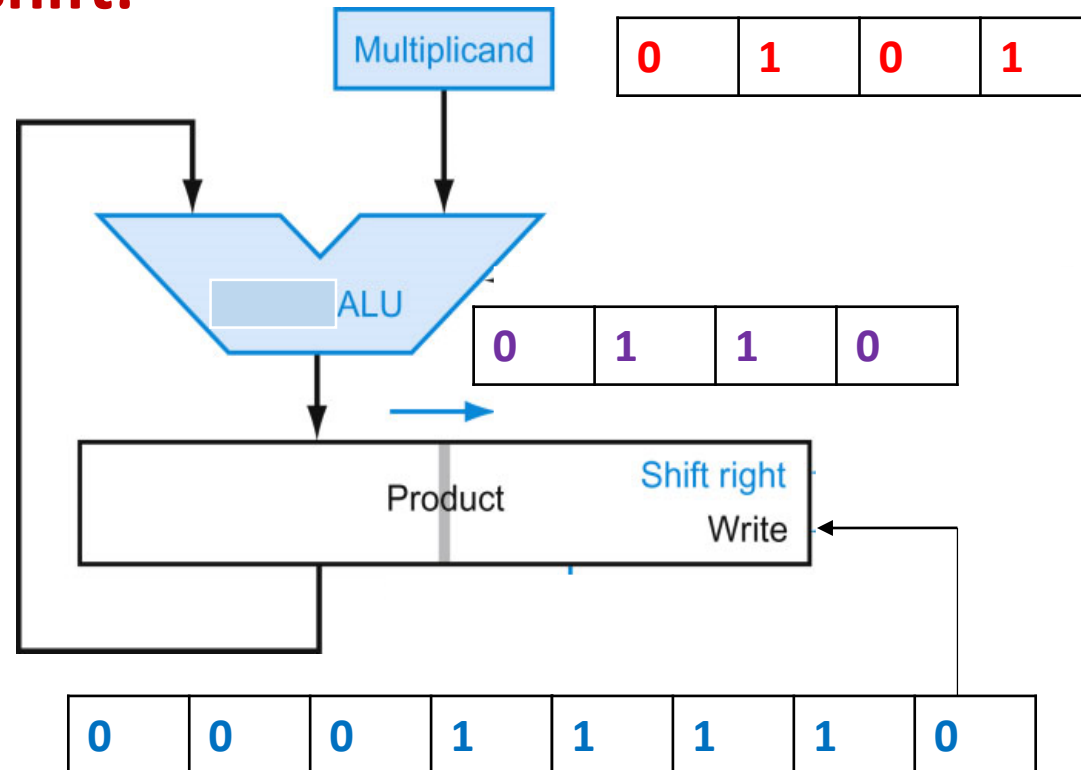 Multiplicand
0 1 0 1
ALU
0 1 1 0
Product
Shift right
Write
0 0 0 1 1 1 1 0